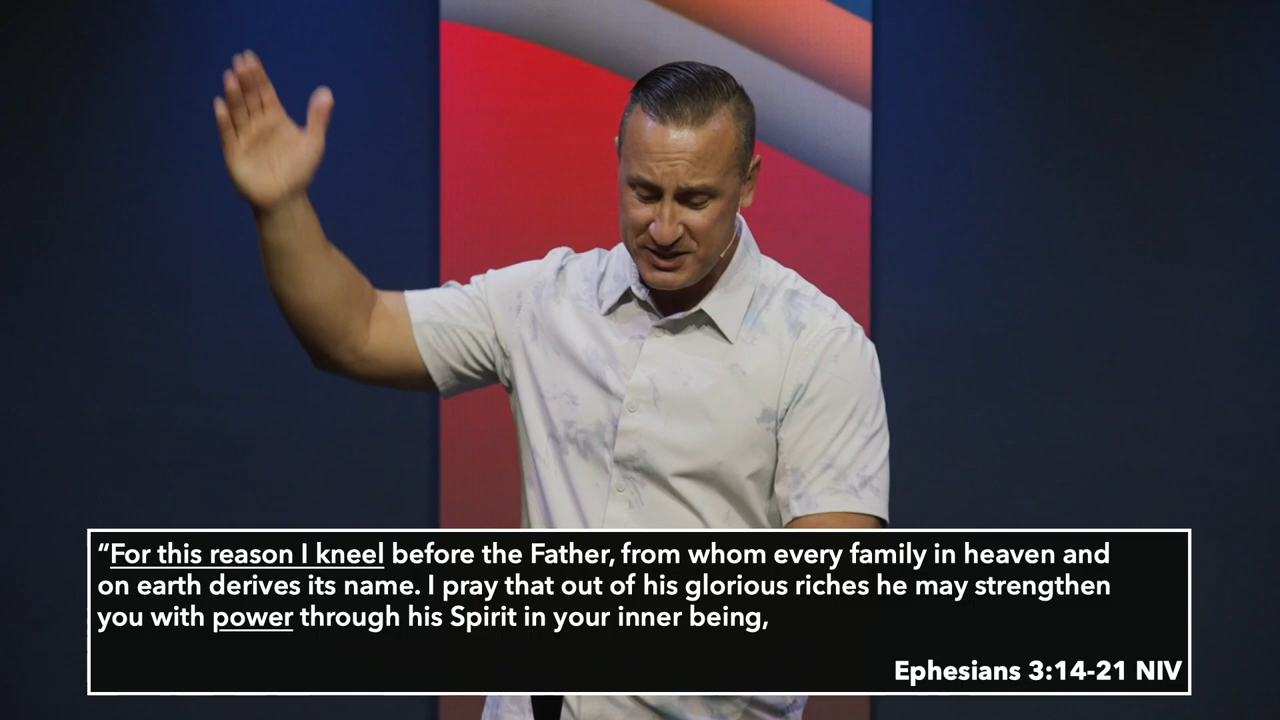 “For this reason I kneel before the Father, from whom every family in heaven and
on earth derives its name. I pray that out of his glorious riches he may strengthen
you with power through his Spirit in your inner being,
Ephesians 3:14-21 NIV